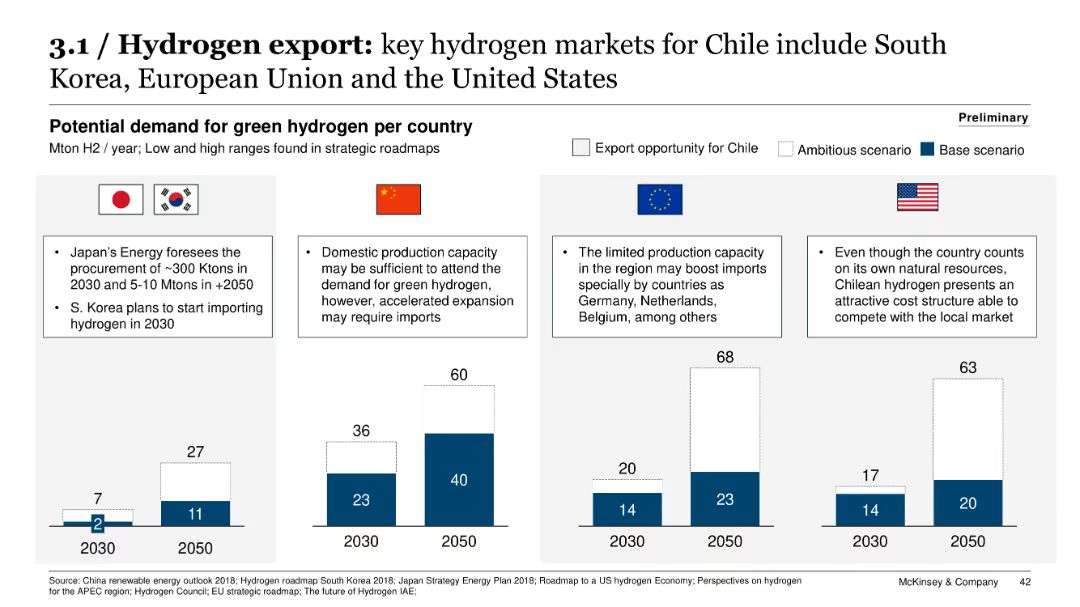 3.1 / Hydrogen export: key hydrogen markets for Chile include South
Korea, European Union and the United States
Preliminary
Potential demand for green hydrogen per country
Mton H2 / year; Low and high ranges found in strategic roadmaps
Export opportunity for Chile
Ambitious scenario
Base scenario
• Japan's Energy foresees the
procurement of ~300 Ktons in
2030 and 5-10 Mtons in +2050
• S. Korea plans to start importing
hydrogen in 2030
• Domestic production capacity
may be sufficient to attend the
demand for green hydrogen,
however, accelerated expansion
may require imports
• The limited production capacity
in the region may boost imports
specially by countries as
Germany, Netherlands,
Belgium, among others
• Even though the country counts
on its own natural resources,
Chilean hydrogen presents an
attractive cost structure able to
compete with the local market
7
2
2030
27
11
2050
36
23
2030
60
40
2050
20
14
2030
68
23
2050
17
14
2030
63
20
2050
Source: China renewable energy outlook 2018; Hydrogen roadmap South Korea 2018; Japan Strategy Energy Plan 2018; Roadmap to a US hydrogen Economy; Perspectives on hydrogen
for the APEC region; Hydrogen Council; EU strategic roadmap; The future of Hydrogen IAE;
McKinsey & Company 42